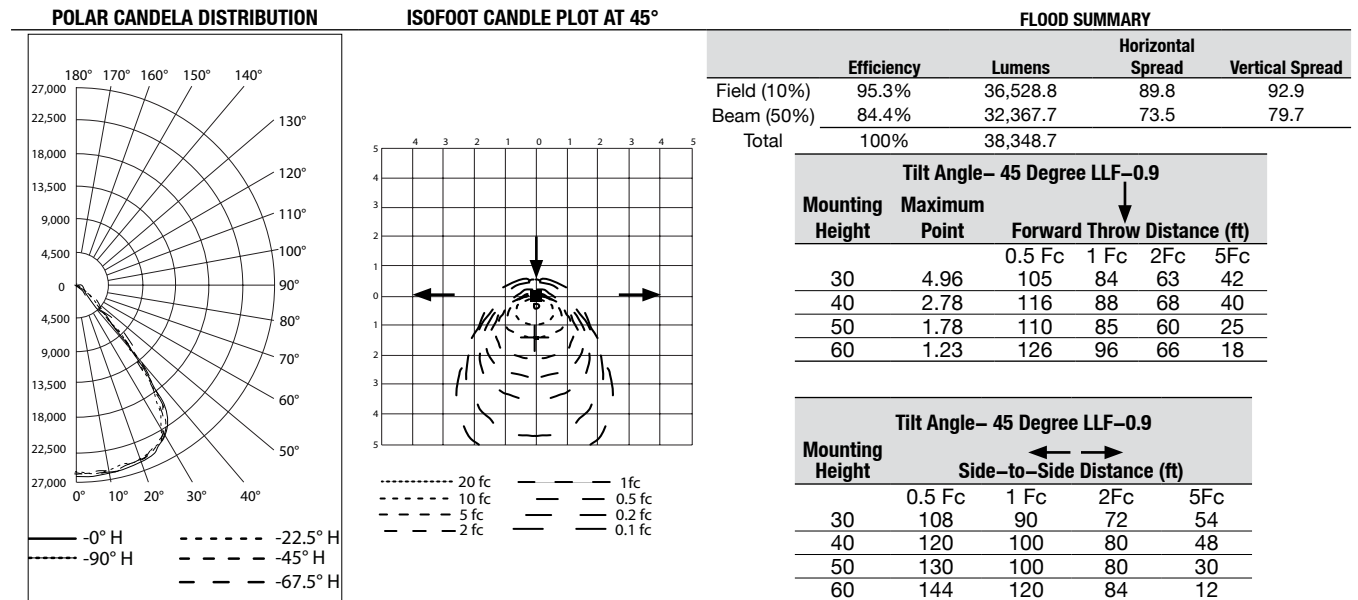 POLAR CANDELA DISTRIBUTION
180° 170° 160° 150° 140°
27,000
22,500
18,000
13,500
9,000
4,500
0
4,500
9,000
13,500
18,000
22,500
27,000
130°
120°
110°
100°
90°
80°
70°
60°
50°
0° 10° 20° 30° 40°
-0° H
-90° H
-22.5° H
-45° H
-67.5° H
ISOFOOT CANDLE PLOT AT 45°
4 3 2 1 0 1 2 3 4 5
5
4
3
2
1
0
1
2
3
4
5
20 fc
10 fc
5 fc
2 fc
1fc
0.5 fc
0.2 fc
0.1 fc
FLOOD SUMMARY
Efficiency Lumens Horizontal Spread Vertical Spread
Field (10%) 95.3% 36,528.8 89.8 92.9
Beam (50%) 84.4% 32,367.7 73.5 79.7
Total 100% 38,348.7
Tilt Angle– 45 Degree LLF–0.9
Mounting Height Maximum Point Forward Throw Distance (ft)
0.5 Fc 1 Fc 2Fc 5Fc
30 4.96 105 84 63 42
40 2.78 116 88 68 40
50 1.78 110 85 60 25
60 1.23 126 96 66 18
Tilt Angle– 45 Degree LLF–0.9
Mounting Height Side–to–Side Distance (ft)
0.5 Fc 1 Fc 2Fc 5Fc
30 108 90 72 54
40 120 100 80 48
50 130 100 80 30
60 144 120 84 12